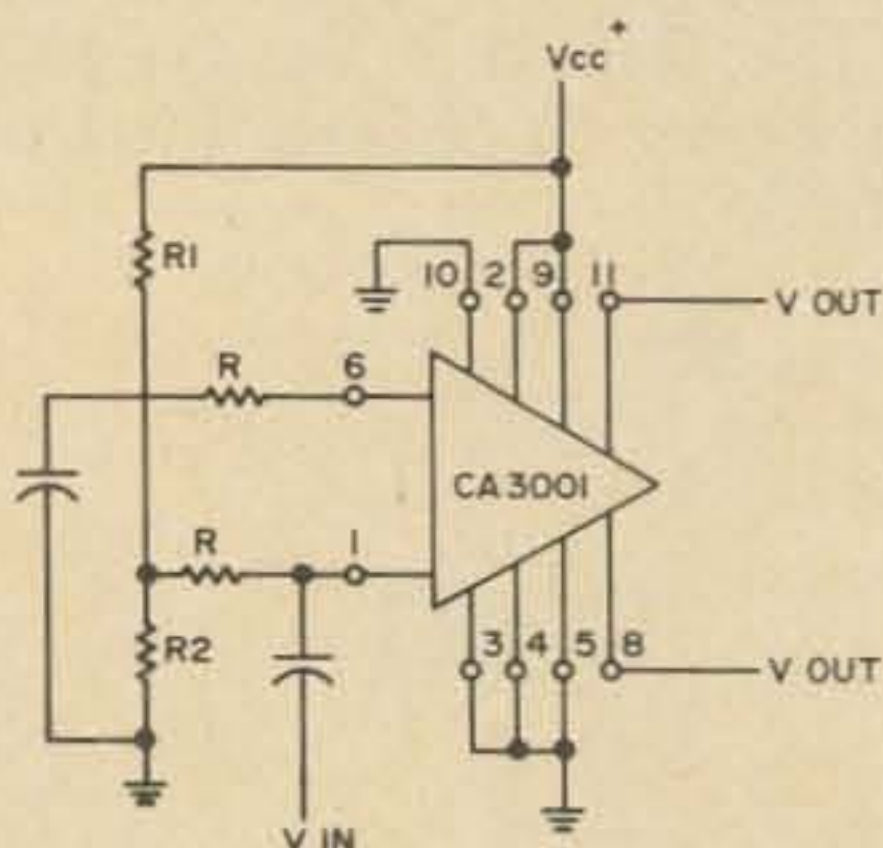 Vcc +
R1
10 2 9 11
V OUT
R 6
CA3001
R 1
R2
3 4 5 8
V OUT
V IN